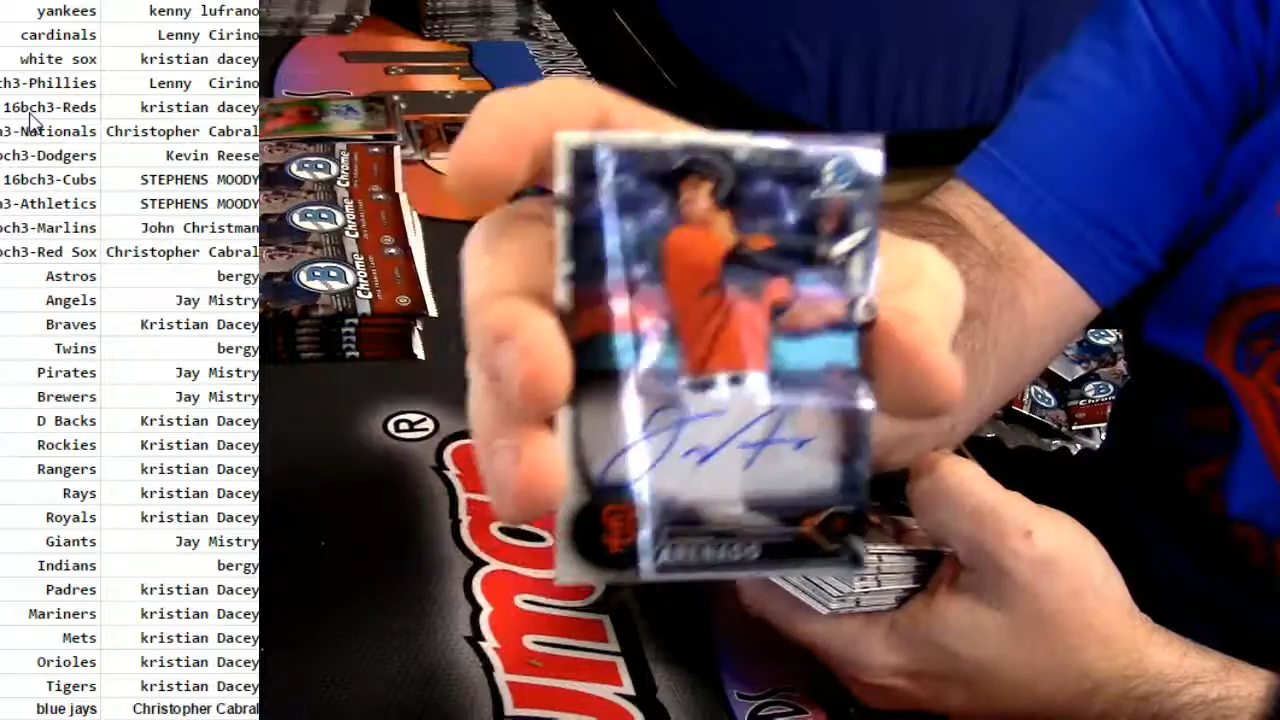 yankees kenny lufrano
cardinals Lenny Cirino
white sox kristian dacey
ch3-Phillies Lenny Cirino
16bch3-Reds kristian dacey
h3-Nationals Christopher Cabral
bch3-Dodgers Kevin Reese
16bch3-Cubs STEPHENS MOODY
h3-Athletics STEPHENS MOODY
bch3-Marlins John Christman
bch3-Red Sox Christopher Cabral
Astros bergy
Angels Jay Mistry
Braves Kristian Dacey
Twins bergy
Pirates Jay Mistry
Brewers Jay Mistry
D Backs Kristian Dacey
Rockies Kristian Dacey
Rangers kristian Dacey
Rays kristian Dacey
Royals kristian Dacey
Giants Jay Mistry
Indians bergy
Padres kristian Dacey
Mariners kristian Dacey
Mets kristian Dacey
Orioles kristian Dacey
Tigers kristian Dacey
blue jays Christopher Cabral
B Chrome
B Chrome
B Chrome
®
SF